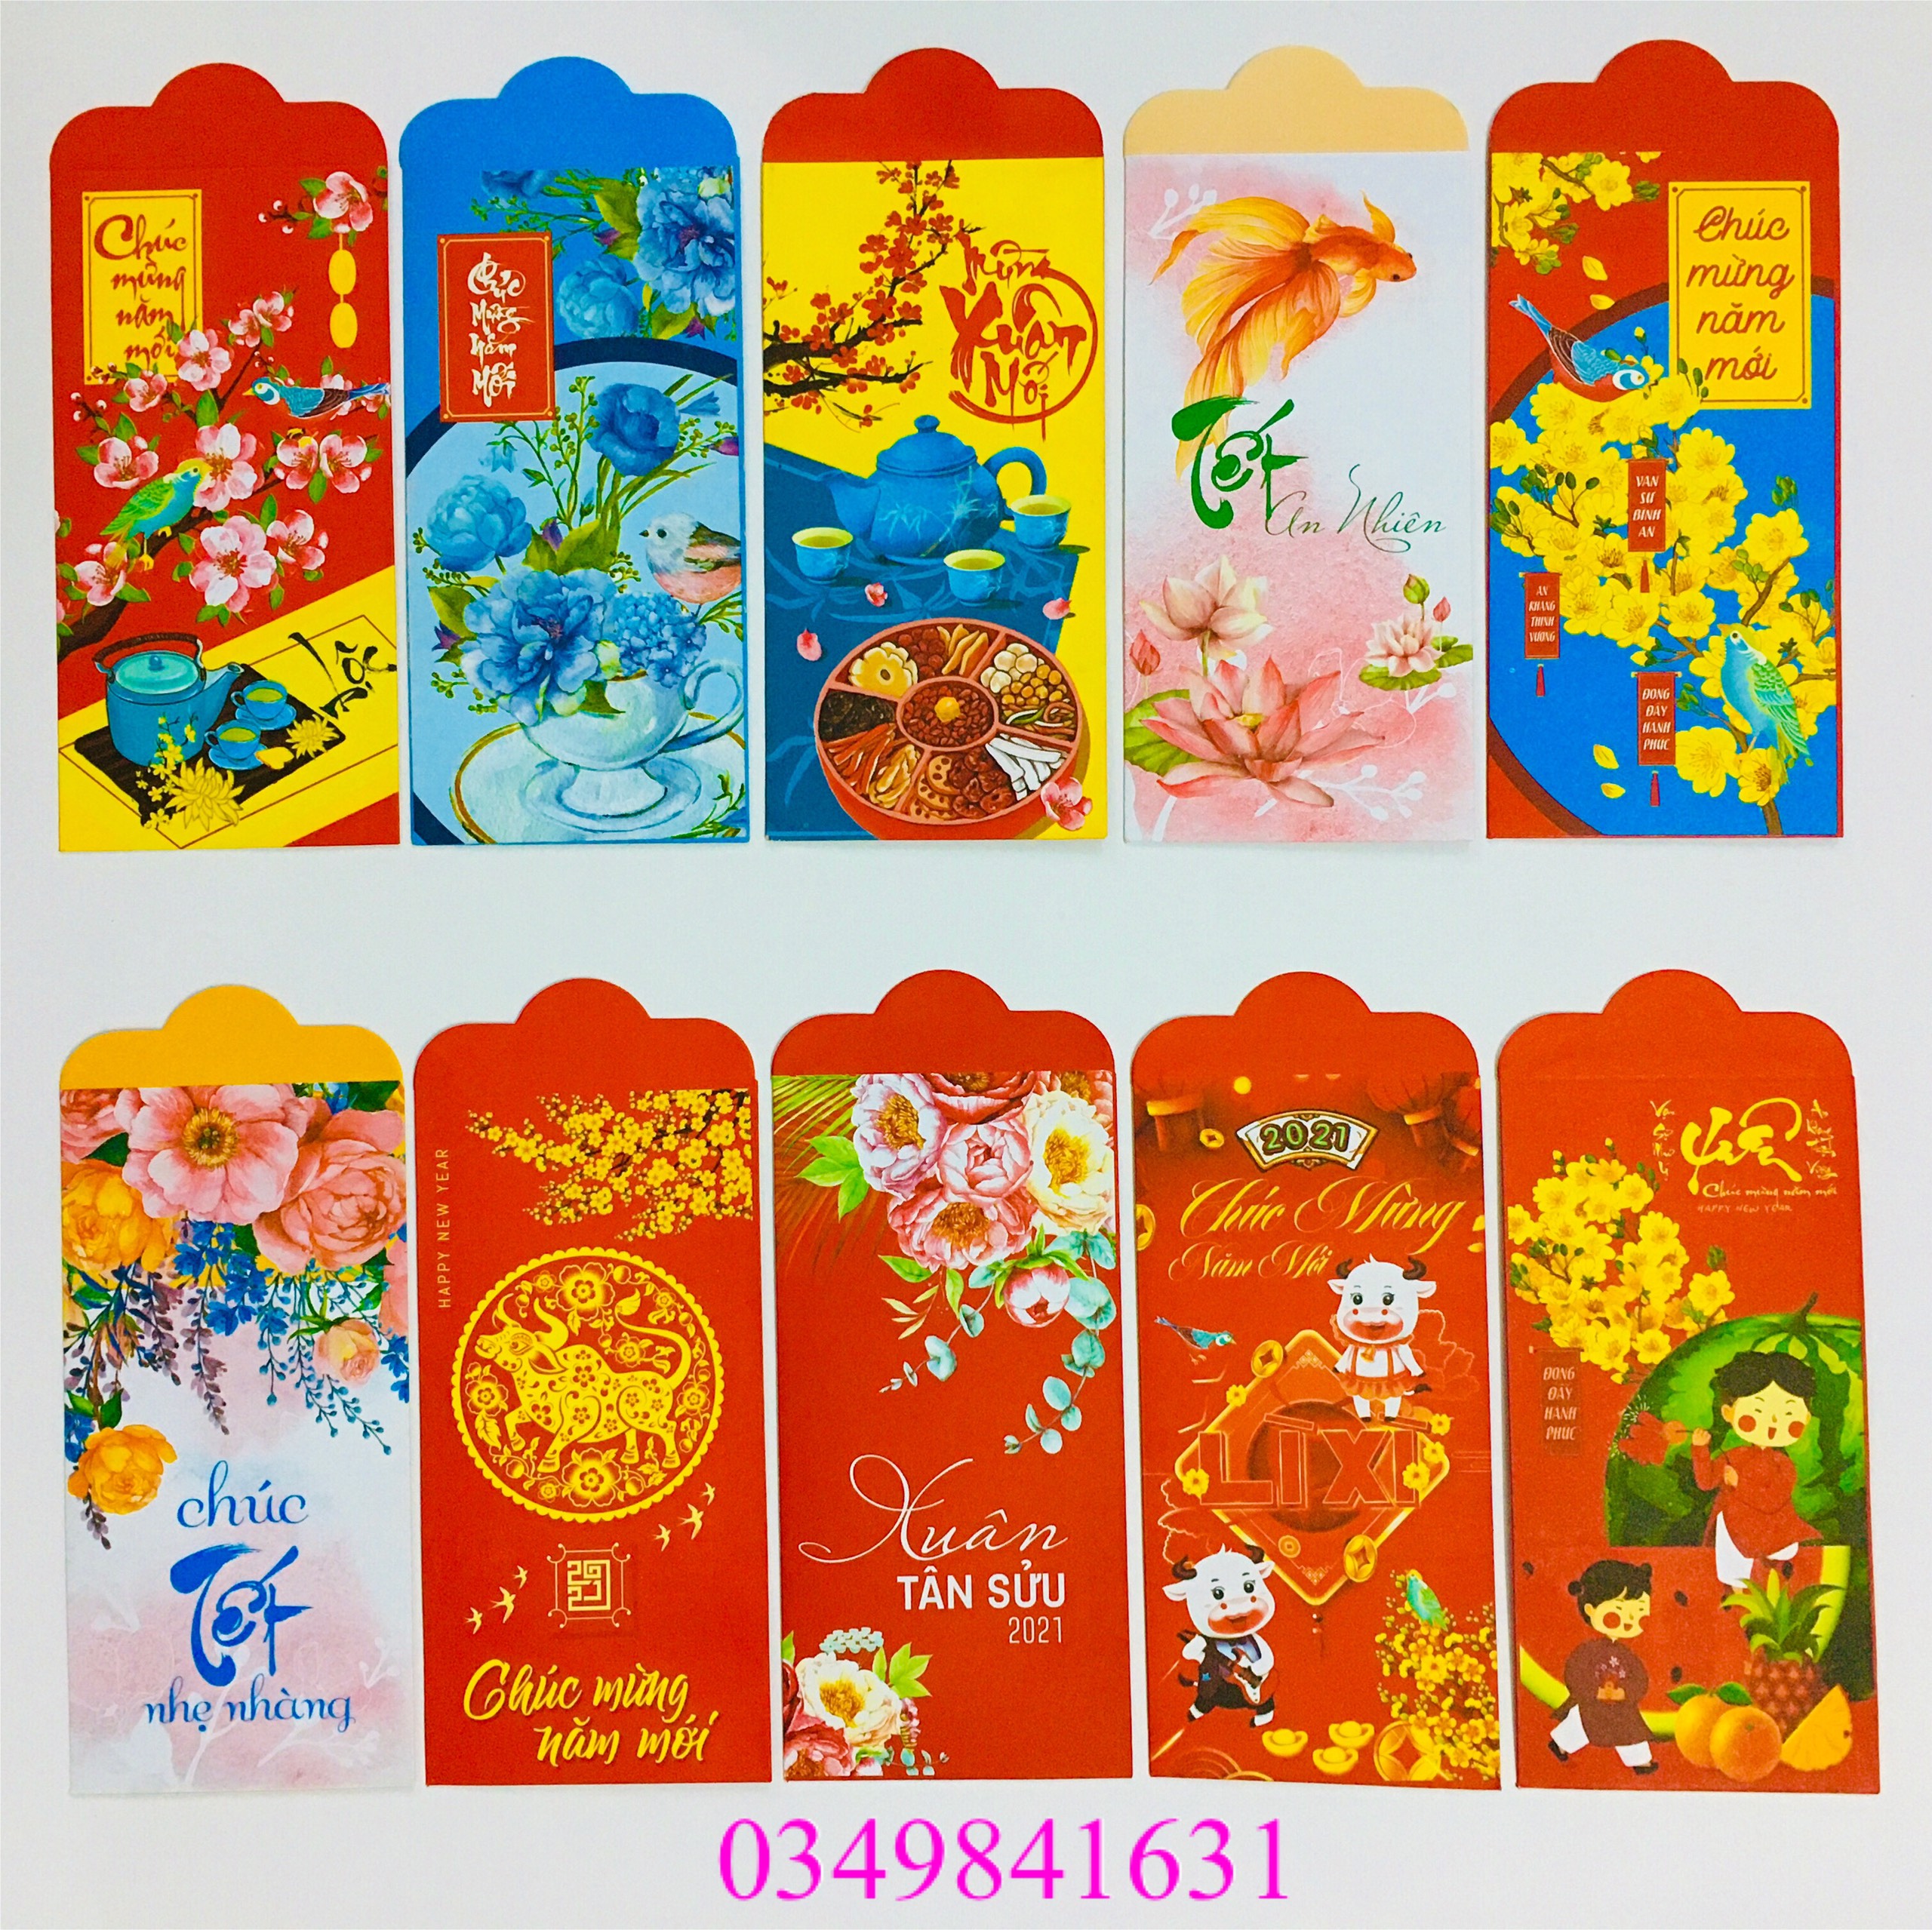 Chúc
mừng
năm
mới
Lộc
Chúc
Mừng
Năm
Mới
Mừng
Xuân
Mới
Tết
An Nhiên
Chúc
mừng
năm
mới
VẠN
SỰ
BÌNH
AN
AN
KHANG
THỊNH
VƯỢNG
ĐONG
ĐẦY
HẠNH
PHÚC
chúc
Tết
nhẹ nhàng
HAPPY NEW YEAR
Chúc mừng
năm mới
Xuân
TÂN SỬU
2021
2021
Chúc Mừng
Năm Mới
LÌ XÌ
Chúc mừng năm mới
HAPPY NEW YEAR
ĐONG
ĐẦY
HẠNH
PHÚC
0349841631